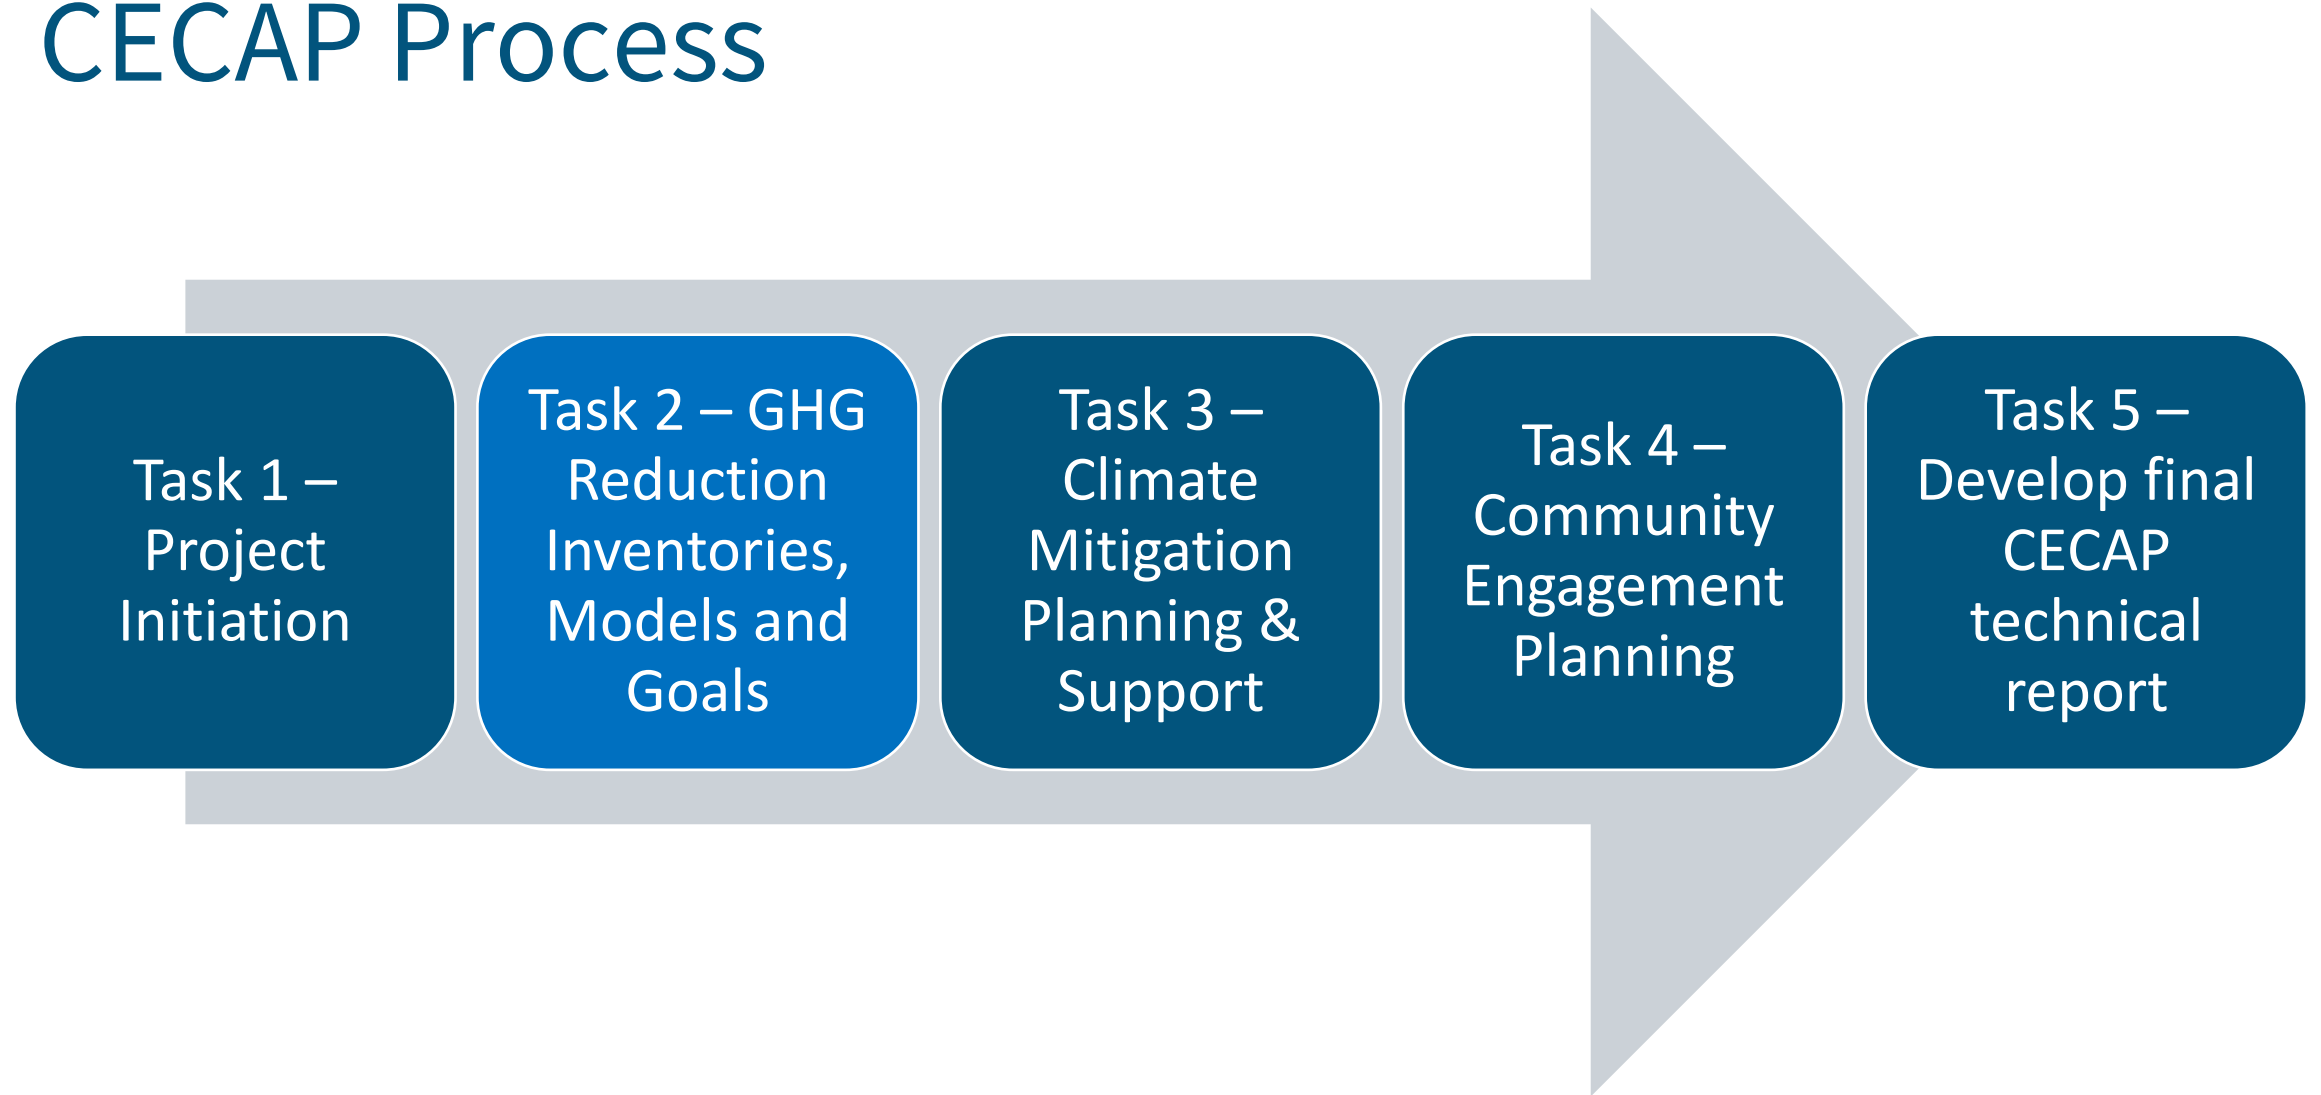 CECAP Process
Task 1 –
Project
Initiation
Task 2 – GHG
Reduction
Inventories,
Models and
Goals
Task 3 –
Climate
Mitigation
Planning &
Support
Task 4 –
Community
Engagement
Planning
Task 5 –
Develop final
CECAP
technical
report